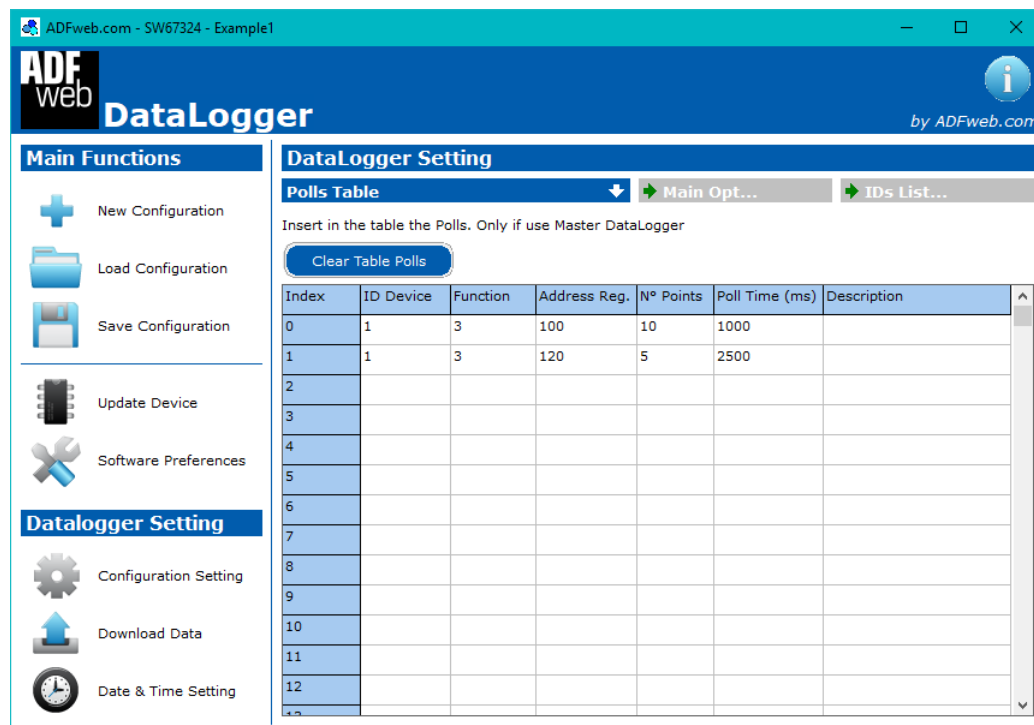 ADFweb.com - SW67324 - Example1
ADF
web
DataLogger
by ADFweb.com
Main Functions
New Configuration
Load Configuration
Save Configuration
Update Device
Software Preferences
Datalogger Setting
Configuration Setting
Download Data
Date & Time Setting
DataLogger Setting
Polls Table
Main Opt...
IDs List...
Insert in the table the Polls. Only if use Master DataLogger
Clear Table Polls
Index ID Device Function Address Reg. N° Points Poll Time (ms) Description
0 1 3 100 10 1000
1 1 3 120 5 2500
2
3
4
5
6
7
8
9
10
11
12